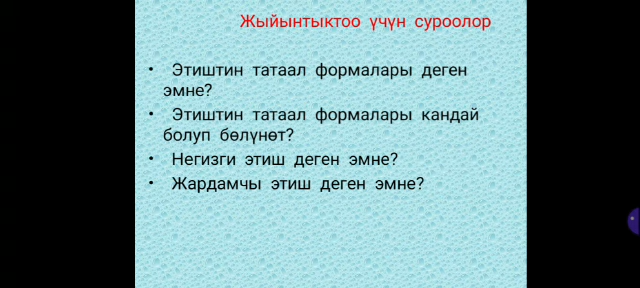 Жыйынтыктоо үчүн суроолор
• Этиштин татаал формалары деген
эмне?
• Этиштин татаал формалары кандай
болуп бөлүнөт?
• Негизги этиш деген эмне?
• Жардамчы этиш деген эмне?